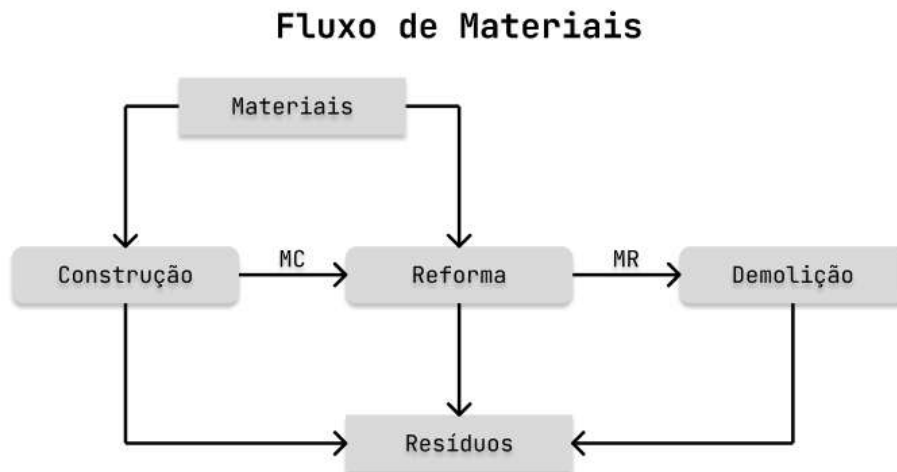 Fluxo de Materiais
Materiais
Construção
MC
Reforma
MR
Demolição
Resíduos